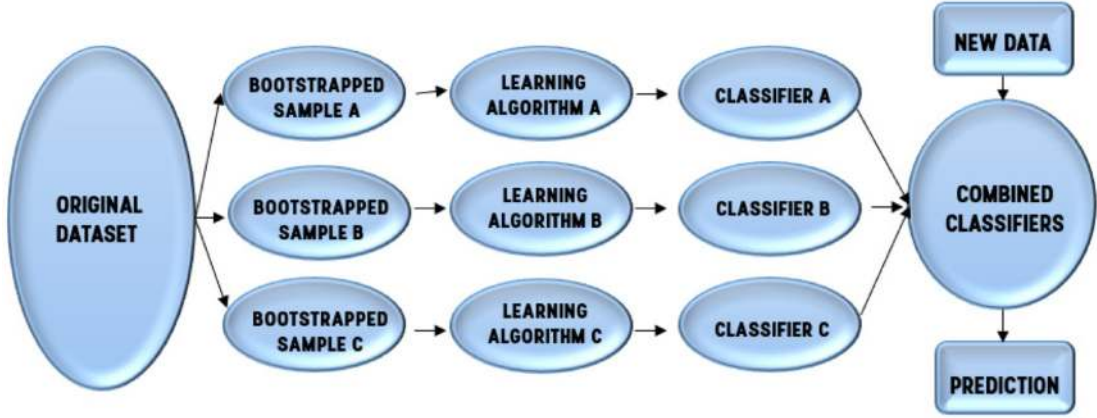 ORIGINAL
DATASET
BOOTSTRAPPED
SAMPLE A
LEARNING
ALGORITHM A
CLASSIFIER A
BOOTSTRAPPED
SAMPLE B
LEARNING
ALGORITHM B
CLASSIFIER B
BOOTSTRAPPED
SAMPLE C
LEARNING
ALGORITHM C
CLASSIFIER C
NEW DATA
COMBINED
CLASSIFIERS
PREDICTION